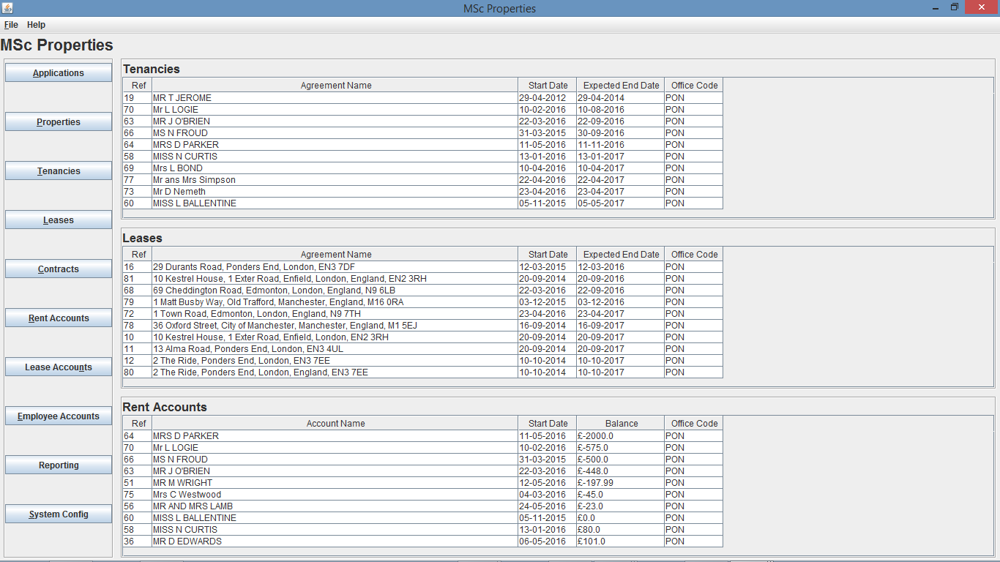 MSc Properties
File Help
MSc Properties
Applications
Properties
Tenancies
Leases
Contracts
Rent Accounts
Lease Accounts
Employee Accounts
Reporting
System Config
Tenancies
Ref Agreement Name Start Date Expected End Date Office Code
19 MR T JEROME 29-04-2012 29-04-2014 PON
70 Mr L LOGIE 10-02-2016 10-08-2016 PON
63 MR J O'BRIEN 22-03-2016 22-09-2016 PON
66 MS N FROUD 31-03-2015 30-09-2016 PON
64 MRS D PARKER 11-05-2016 11-11-2016 PON
58 MISS N CURTIS 13-01-2016 13-01-2017 PON
69 Mrs L BOND 10-04-2016 10-04-2017 PON
77 Mr ans Mrs Simpson 22-04-2016 22-04-2017 PON
73 Mr D Nemeth 23-04-2016 23-04-2017 PON
60 MISS L BALLENTINE 05-11-2015 05-05-2017 PON
Leases
Ref Agreement Name Start Date Expected End Date Office Code
16 29 Durants Road, Ponders End, London, EN3 7DF 12-03-2015 12-03-2016 PON
81 10 Kestrel House, 1 Exter Road, Enfield, London, England, EN2 3RH 20-09-2014 20-09-2016 PON
68 69 Cheddington Road, Edmonton, London, England, N9 6LB 22-03-2016 22-09-2016 PON
79 1 Matt Busby Way, Old Trafford, Manchester, England, M16 0RA 03-12-2015 03-12-2016 PON
72 1 Town Road, Edmonton, London, England, N9 7TH 23-04-2016 23-04-2017 PON
78 36 Oxford Street, City of Manchester, Manchester, England, M1 5EJ 16-09-2014 16-09-2017 PON
10 10 Kestrel House, 1 Exter Road, Enfield, London, EN2 3RH 20-09-2014 20-09-2017 PON
11 13 Alma Road, Ponders End, London, EN3 4UL 20-09-2014 20-09-2017 PON
12 2 The Ride, Ponders End, London, EN3 7EE 10-10-2014 10-10-2017 PON
80 2 The Ride, Ponders End, London, England, EN3 7EE 10-10-2014 10-10-2017 PON
Rent Accounts
Ref Account Name Start Date Balance Office Code
64 MRS D PARKER 11-05-2016 £-2000.0 PON
70 Mr L LOGIE 10-02-2016 £-575.0 PON
66 MS N FROUD 31-03-2015 £-500.0 PON
63 MR J O'BRIEN 22-03-2016 £-448.0 PON
51 MR M WRIGHT 12-05-2016 £-197.99 PON
75 Mrs C Westwood 04-03-2016 £-45.0 PON
56 MR AND MRS LAMB 24-05-2016 £-23.0 PON
60 MISS L BALLENTINE 05-11-2015 £0.0 PON
58 MISS N CURTIS 13-01-2016 £80.0 PON
36 MR D EDWARDS 06-05-2016 £101.0 PON